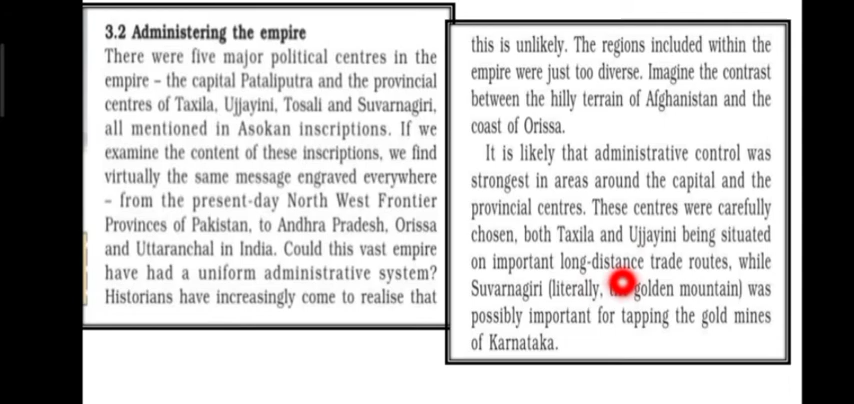 3.2 Administering the empire
There were five major political centres in the
empire – the capital Pataliputra and the provincial
centres of Taxila, Ujjayini, Tosali and Suvarnagiri,
all mentioned in Asokan inscriptions. If we
examine the content of these inscriptions, we find
virtually the same message engraved everywhere
– from the present-day North West Frontier
Provinces of Pakistan, to Andhra Pradesh, Orissa
and Uttaranchal in India. Could this vast empire
have had a uniform administrative system?
Historians have increasingly come to realise that
this is unlikely. The regions included within the
empire were just too diverse. Imagine the contrast
between the hilly terrain of Afghanistan and the
coast of Orissa.
It is likely that administrative control was
strongest in areas around the capital and the
provincial centres. These centres were carefully
chosen, both Taxila and Ujjayini being situated
on important long-distance trade routes, while
Suvarnagiri (literally, golden mountain) was
possibly important for tapping the gold mines
of Karnataka.